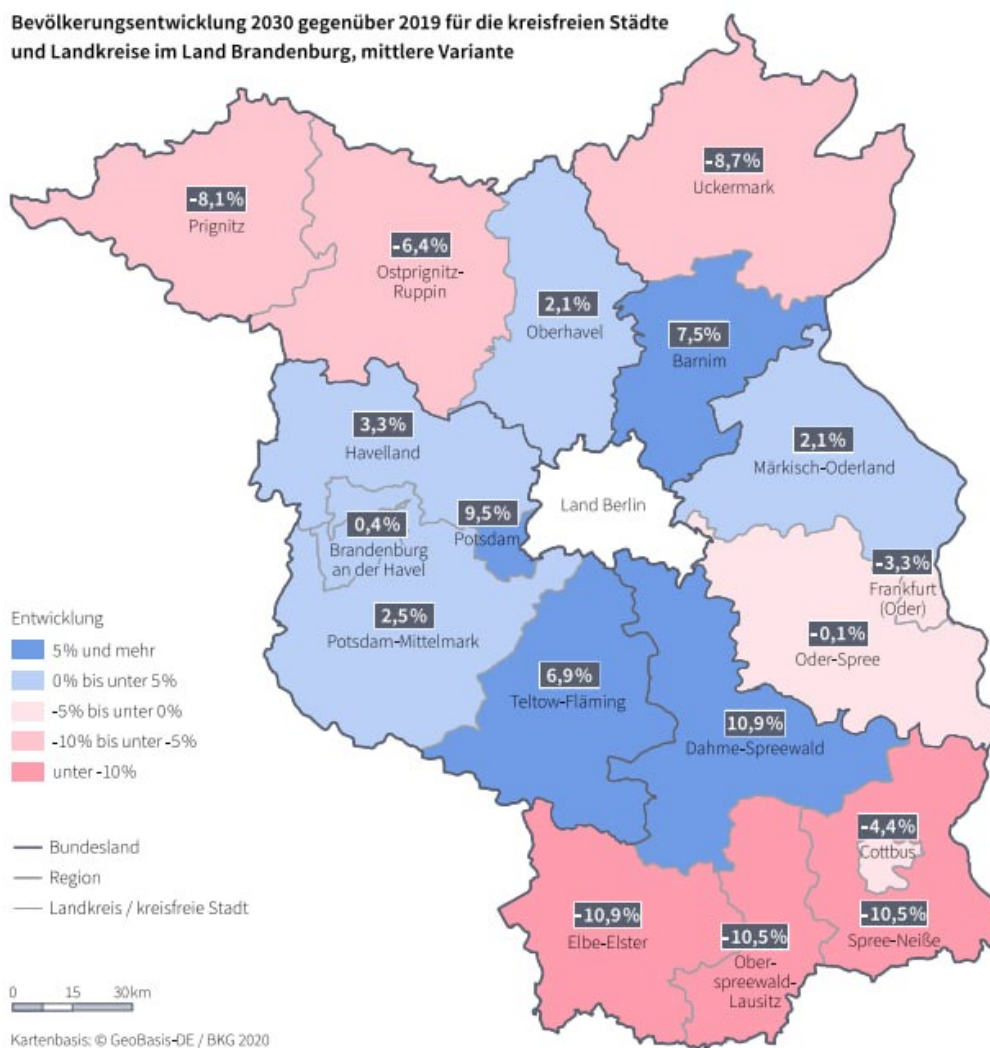 Bevölkerungsentwicklung 2030 gegenüber 2019 für die kreisfreien Städte
und Landkreise im Land Brandenburg, mittlere Variante
-8,1%
Prignitz
-6,4%
Ostprignitz-
Ruppin
-8,7%
Uckermark
2,1%
Oberhavel
7,5%
Barnim
3,3%
Havelland
2,1%
Märkisch-Oderland
Land Berlin
0,4%
Brandenburg
an der Havel
9,5%
Potsdam
-3,3%
Frankfurt
(Oder)
2,5%
Potsdam-Mittelmark
-0,1%
Oder-Spree
6,9%
Teltow-Fläming
10,9%
Dahme-Spreewald
-4,4%
Cottbus
-10,9%
Elbe-Elster
-10,5%
Ober-
spreewald-
Lausitz
-10,5%
Spree-Neiße
Entwicklung
5% und mehr
0% bis unter 5%
-5% bis unter 0%
-10% bis unter -5%
unter -10%
Bundesland
Region
Landkreis / kreisfreie Stadt
0 15 30km
Kartenbasis: © GeoBasis-DE / BKG 2020